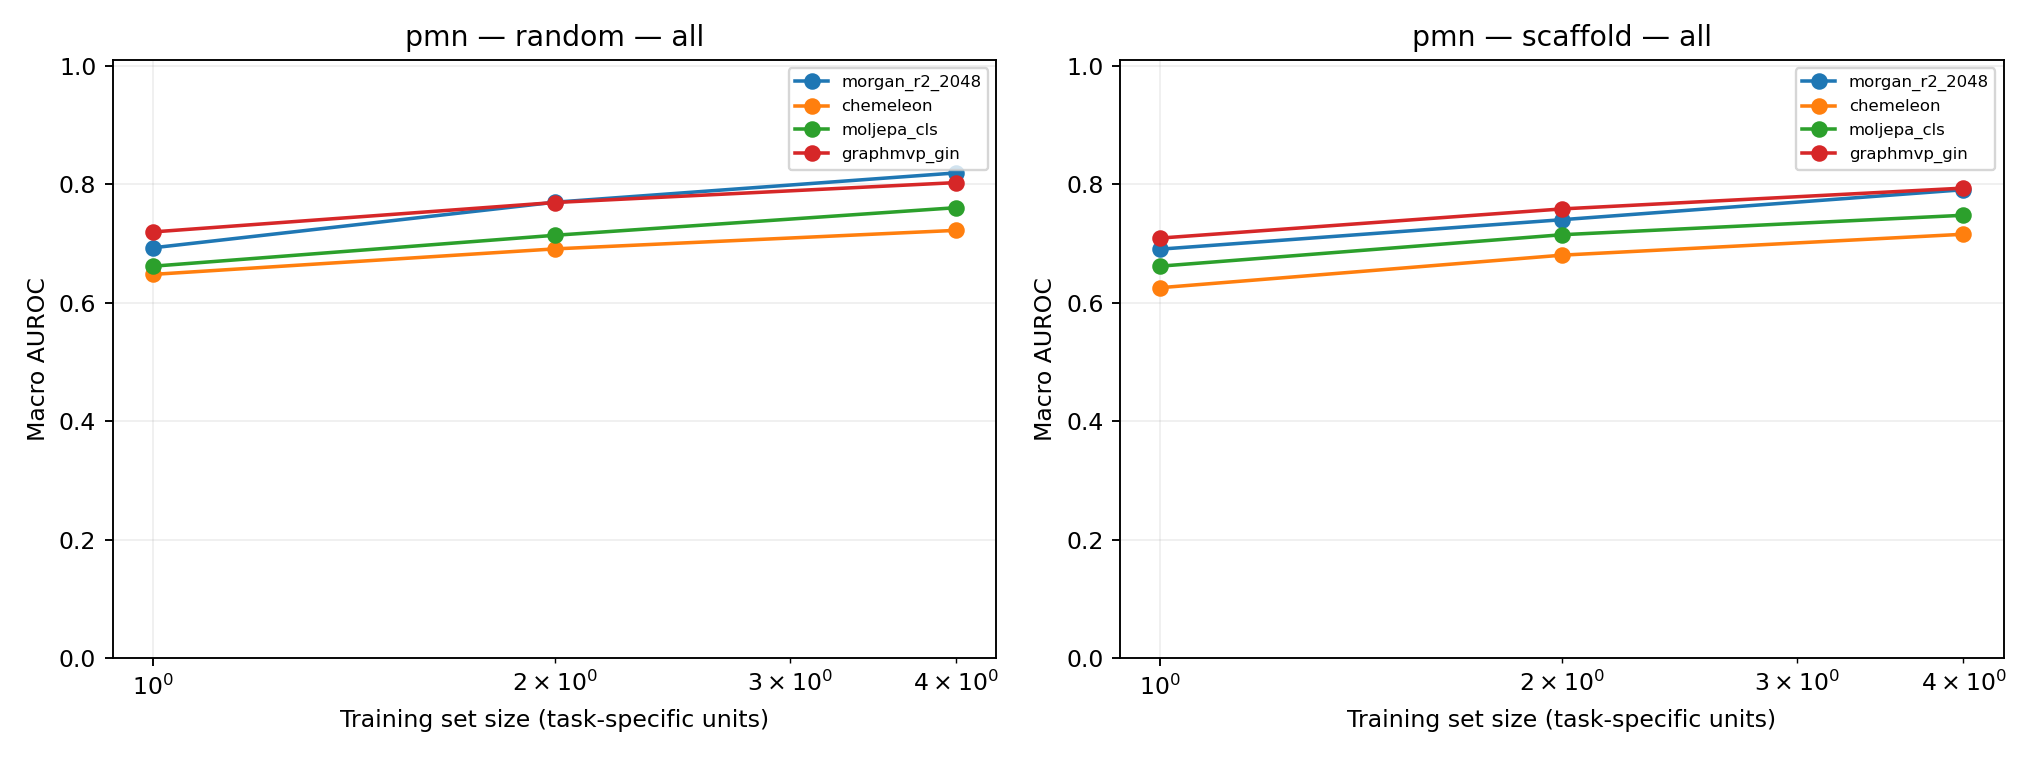 pmn — random — all
1.0
0.8
0.6
0.4
0.2
0.0
Macro AUROC
morgan_r2_2048
chemeleon
moljepa_cls
graphmvp_gin
10⁰
2 × 10⁰
3 × 10⁰
4 × 10⁰
Training set size (task-specific units)
pmn — scaffold — all
1.0
0.8
0.6
0.4
0.2
0.0
Macro AUROC
morgan_r2_2048
chemeleon
moljepa_cls
graphmvp_gin
10⁰
2 × 10⁰
3 × 10⁰
4 × 10⁰
Training set size (task-specific units)